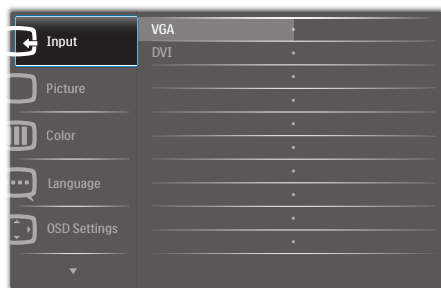 Input
VGA
DVI
Picture
Color
Language
OSD Settings